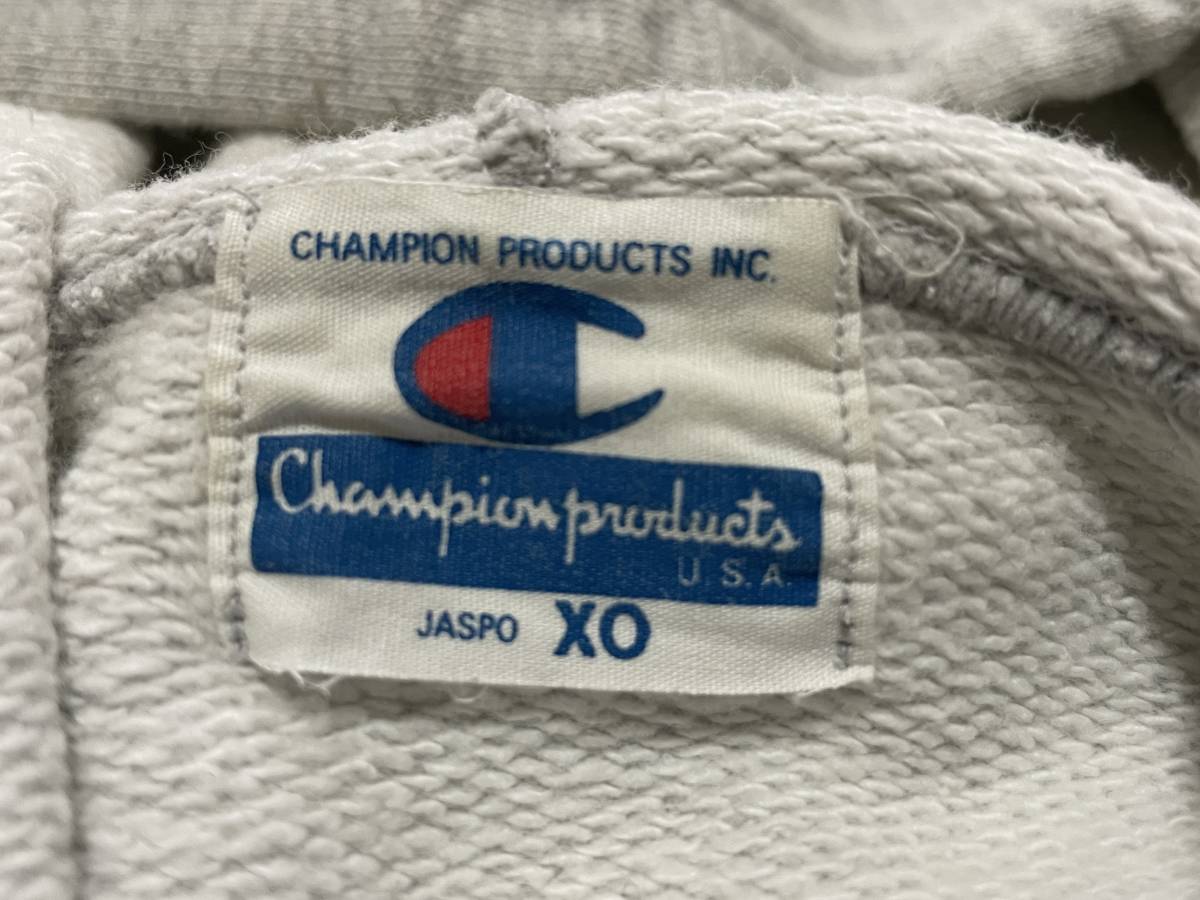 CHAMPION PRODUCTS INC.
Champion products
U.S.A.
JASPO XO